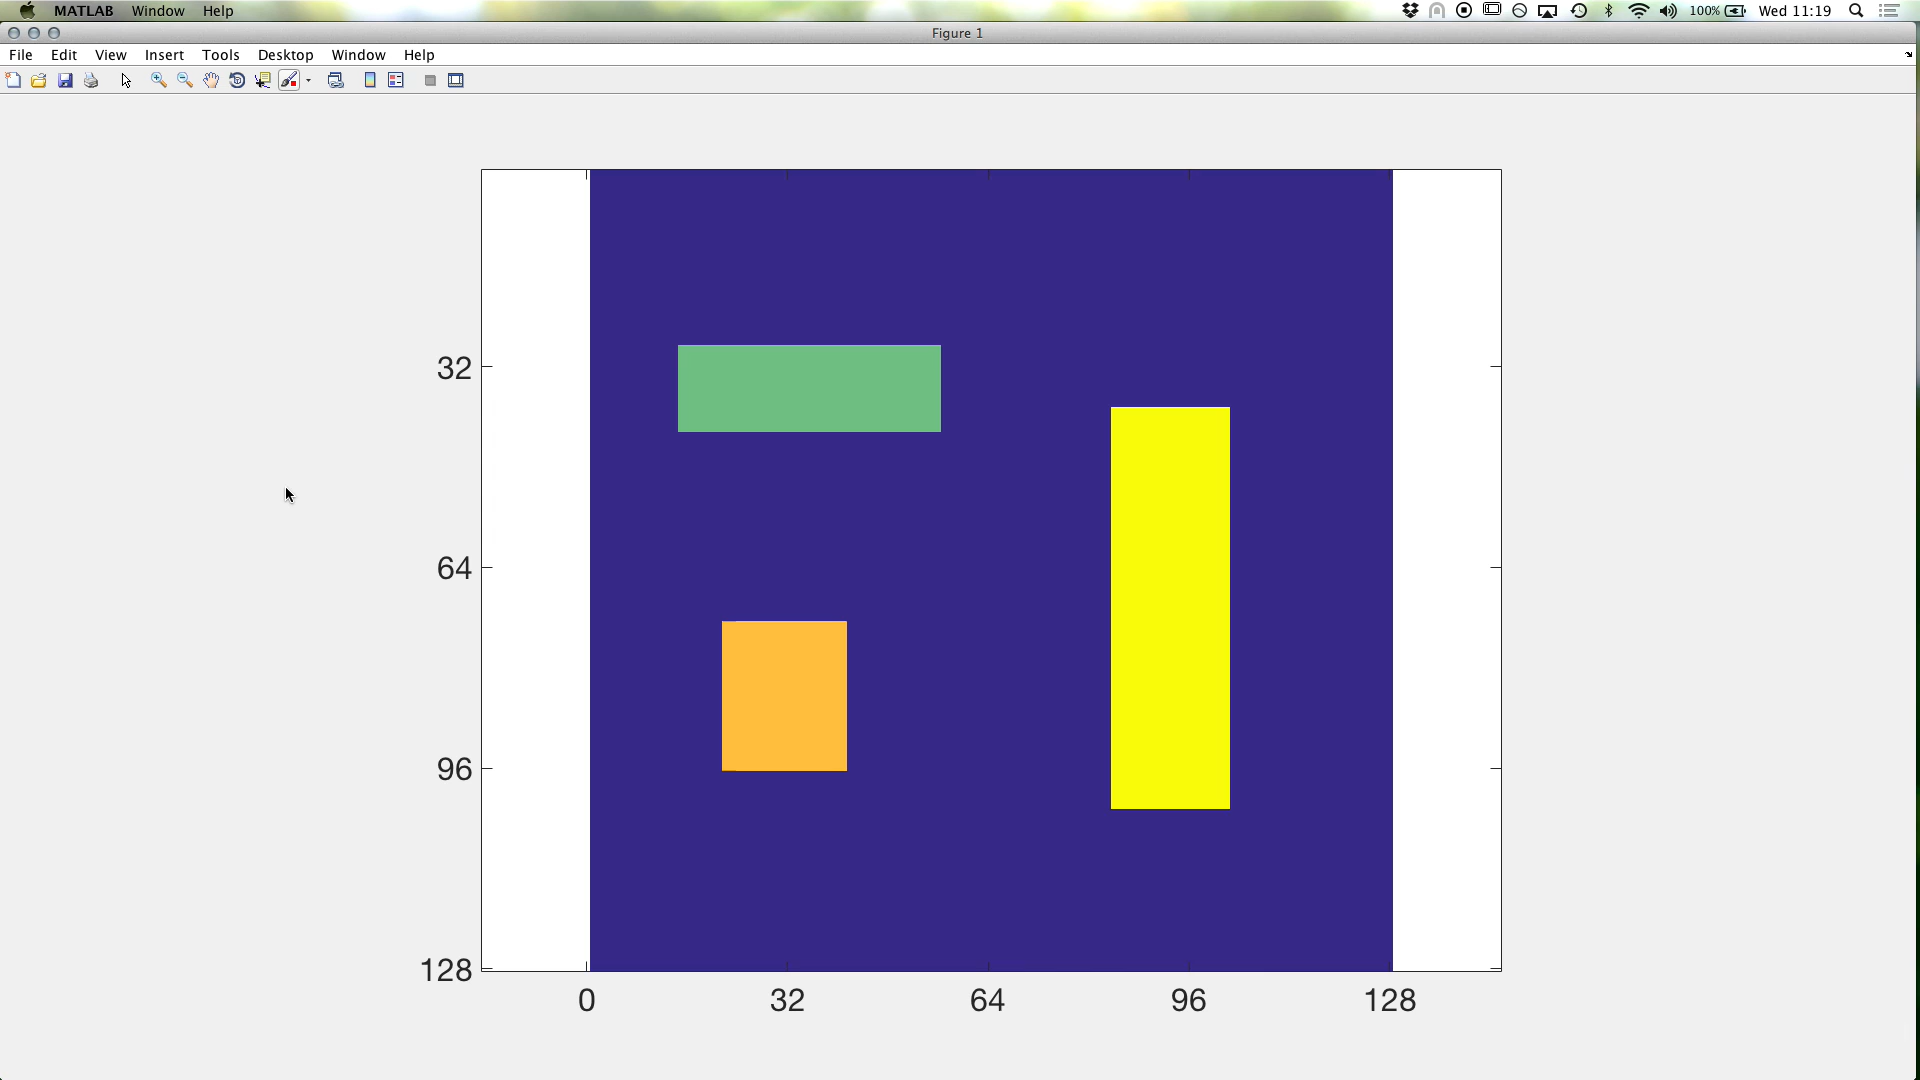 MATLAB Window Help 100% Wed 11:19
Figure 1
File Edit View Insert Tools Desktop Window Help
32
64
96
128
0 32 64 96 128